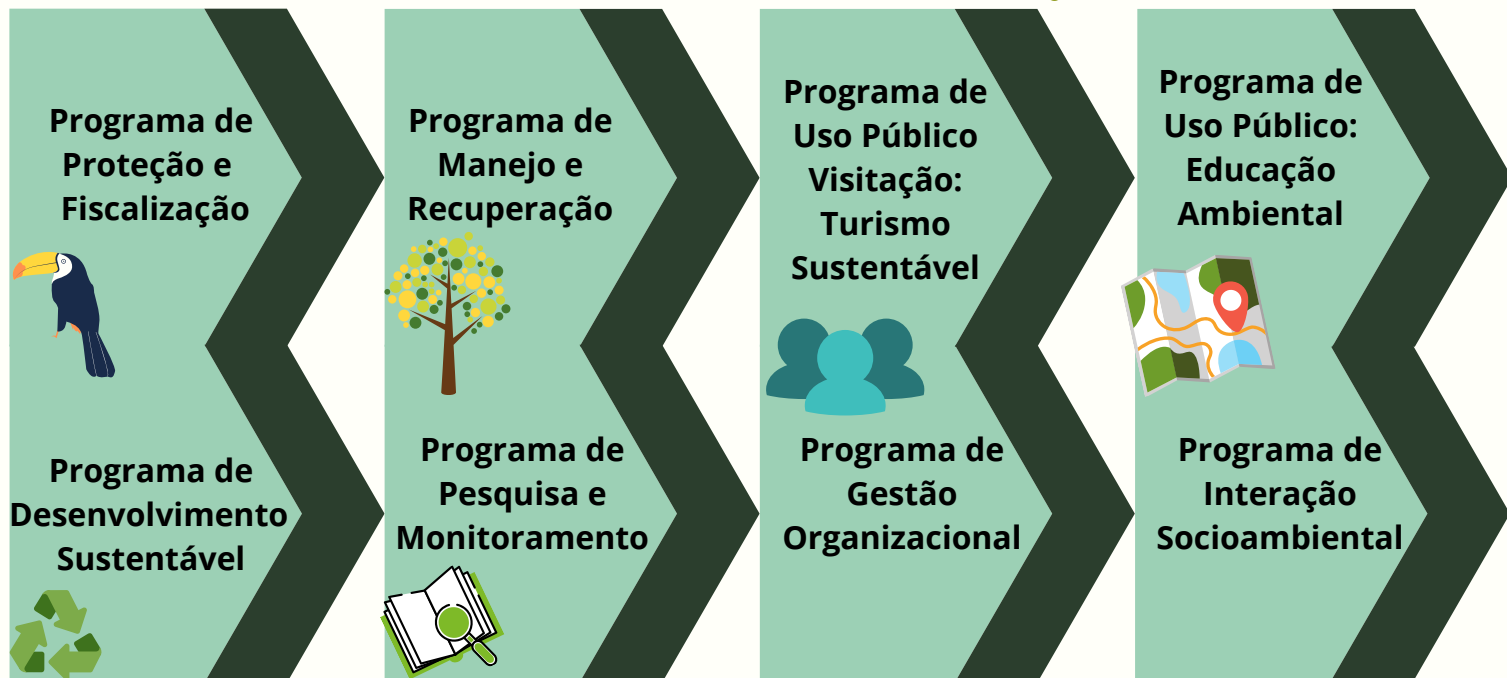 Programa de
Proteção e
Fiscalização
Programa de
Manejo e
Recuperação
Programa de
Uso Público
Visitação:
Turismo
Sustentável
Programa de
Uso Público:
Educação
Ambiental
Programa de
Desenvolvimento
Sustentável
Programa de
Pesquisa e
Monitoramento
Programa de
Gestão
Organizacional
Programa de
Interação
Socioambiental